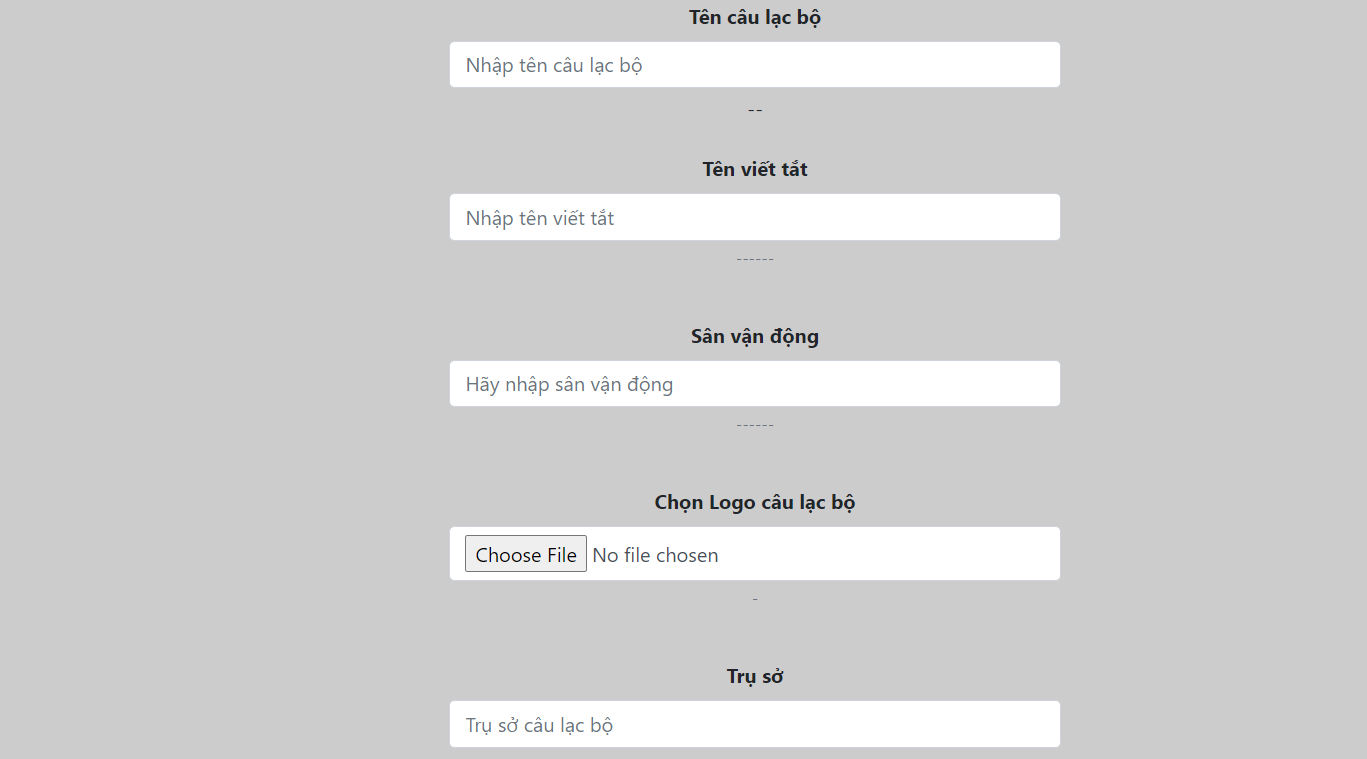 Tên câu lạc bộ
Nhập tên câu lạc bộ
--
Tên viết tắt
Nhập tên viết tắt
------
Sân vận động
Hãy nhập sân vận động
------
Chọn Logo câu lạc bộ
Choose File No file chosen
-
Trụ sở
Trụ sở câu lạc bộ